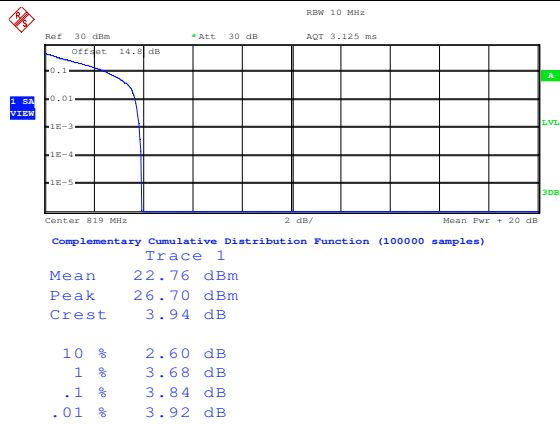 RBW 10 MHz
Ref 30 dBm *Att 30 dB AQT 3.125 ms
Offset 14.8 dB
0.1
A
0.01
1 SA
VIEW
1E-3
LVL
1E-4
1E-5
3DB
Center 819 MHz 2 dB/ Mean Pwr + 20 dB
Complementary Cumulative Distribution Function (100000 samples)
Trace 1
Mean 22.76 dBm
Peak 26.70 dBm
Crest 3.94 dB
10 % 2.60 dB
1 % 3.68 dB
.1 % 3.84 dB
.01 % 3.92 dB